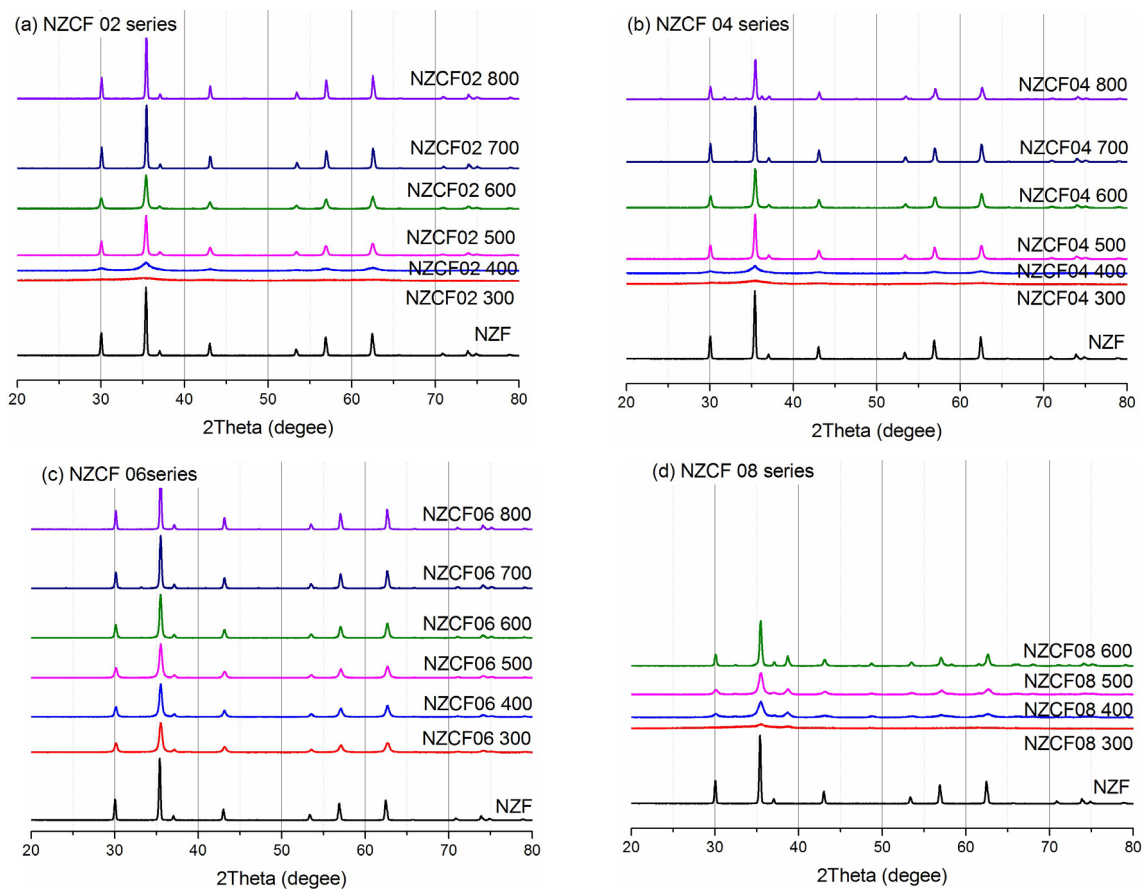 (a) NZCF 02 series
NZCF02 800
NZCF02 700
NZCF02 600
NZCF02 500
NZCF02 400
NZCF02 300
NZF
20 30 40 50 60 70 80
2Theta (degee)
(b) NZCF 04 series
NZCF04 800
NZCF04 700
NZCF04 600
NZCF04 500
NZCF04 400
NZCF04 300
NZF
20 30 40 50 60 70 80
2Theta (degee)
(c) NZCF 06series
NZCF06 800
NZCF06 700
NZCF06 600
NZCF06 500
NZCF06 400
NZCF06 300
NZF
20 30 40 50 60 70 80
2Theta (degee)
(d) NZCF 08 series
NZCF08 600
NZCF08 500
NZCF08 400
NZCF08 300
NZF
20 30 40 50 60 70 80
2Theta (degee)